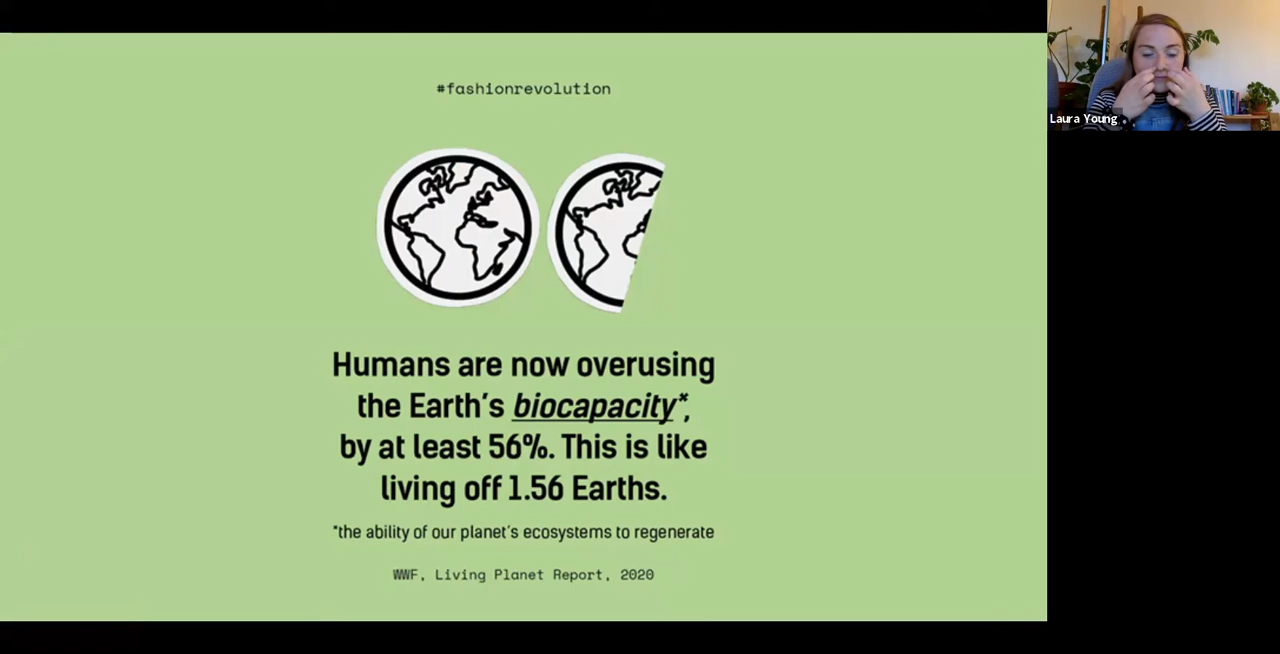 #fashionrevolution
Humans are now overusing
the Earth's biocapacity*,
by at least 56%. This is like
living off 1.56 Earths.
*the ability of our planet's ecosystems to regenerate
WWF, Living Planet Report, 2020
Laura Young